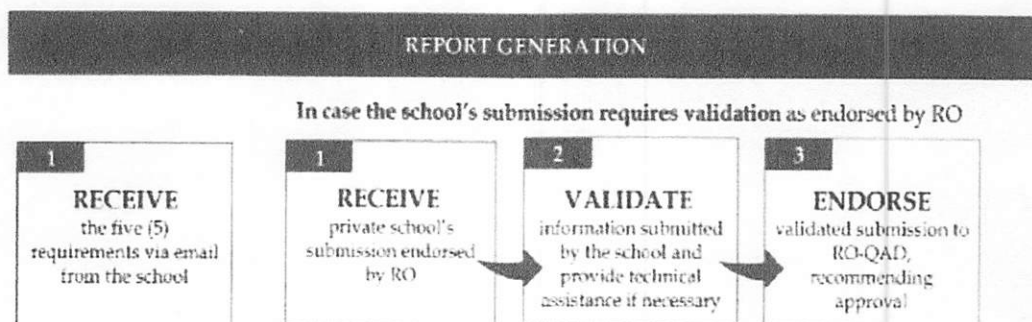 REPORT GENERATION
In case the school's submission requires validation as endorsed by RO
1
RECEIVE
the five (5)
requirements via email
from the school
1
RECEIVE
private school's
submission endorsed
by RO
2
VALIDATE
information submitted
by the school and
provide technical
assistance if necessary
3
ENDORSE
validated submission to
RO-QAD,
recommending
approval